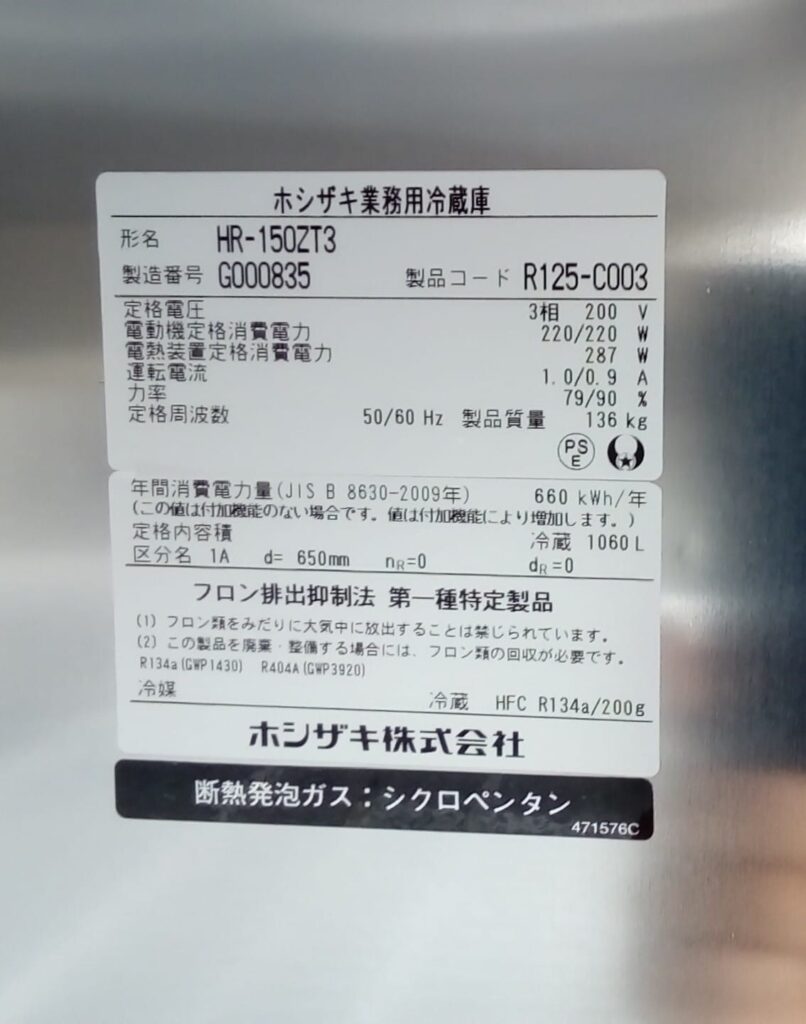 ホシザキ業務用冷蔵庫
形名 HR-150ZT3
製造番号 G000835 製品コード R125-C003
定格電圧 3相 200 V
電動機定格消費電力 220/220 W
電熱装置定格消費電力 287 W
運転電流 1.0/0.9 A
力率 79/90 %
定格周波数 50/60 Hz 製品質量 136 kg
PS
E
年間消費電力量(JIS B 8630-2009年) 660 kWh/年
(この値は付加機能のない場合です。値は付加機能により増加します。)
定格内容積 冷蔵 1060 L
区分名 1A d= 650mm nR=0 dR=0
フロン排出抑制法 第一種特定製品
(1) フロン類をみだりに大気中に放出することは禁じられています。
(2) この製品を廃棄・整備する場合には、フロン類の回収が必要です。
R134a(GWP1430) R404A(GWP3920)
冷媒 冷蔵 HFC R134a/200g
ホシザキ株式会社
断熱発泡ガス：シクロペンタン
471576C